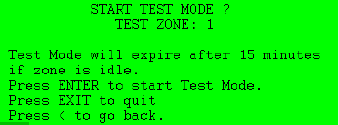 START TEST MODE ?
TEST ZONE: 1
Test Mode will expire after 15 minutes
if zone is idle.
Press ENTER to start Test Mode.
Press EXIT to quit
Press < to go back.